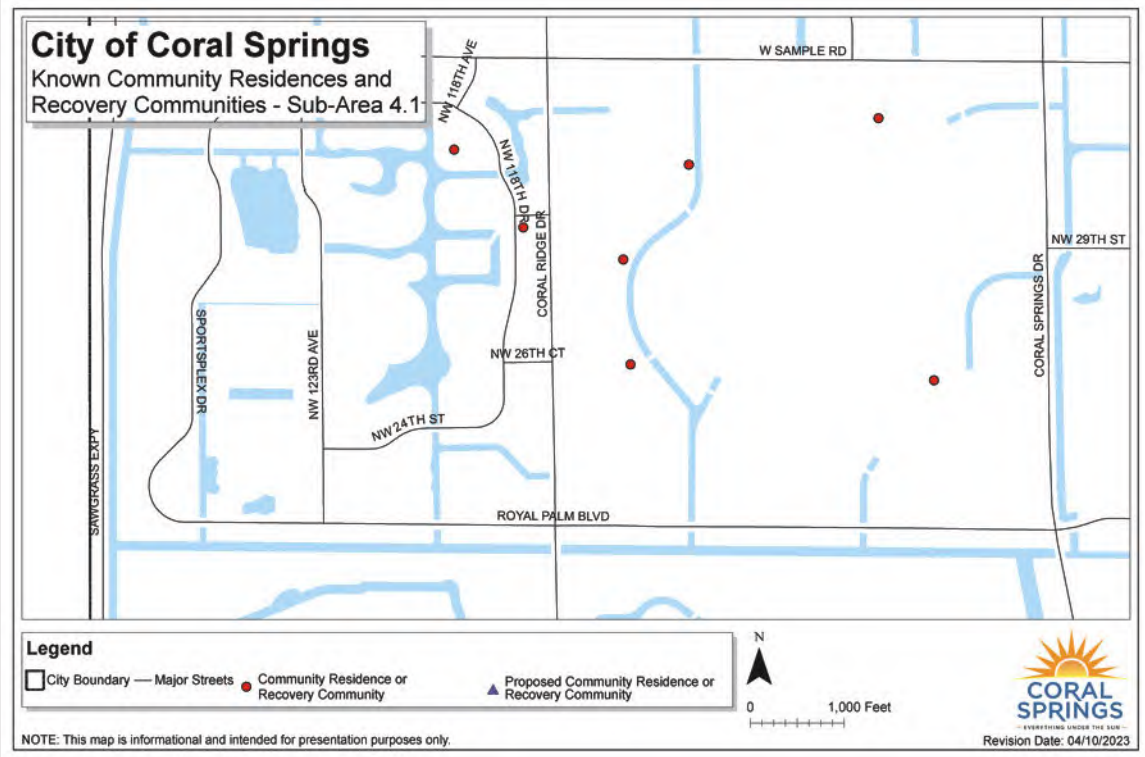 City of Coral Springs
Known Community Residences and
Recovery Communities - Sub-Area 4.1
W SAMPLE RD
NW 118TH AVE
NW 118TH DR
CORAL RIDGE DR
NW 29TH ST
CORAL SPRINGS DR
SPORTSPLEX DR
NW 123RD AVE
NW 26TH CT
NW 24TH ST
SAWGRASS EXPY
ROYAL PALM BLVD
Legend
City Boundary
Major Streets
Community Residence or
Recovery Community
Proposed Community Residence or
Recovery Community
N
0 1,000 Feet
CORAL
SPRINGS
- EVERYTHING UNDER THE SUN -
NOTE: This map is informational and intended for presentation purposes only.
Revision Date: 04/10/2023